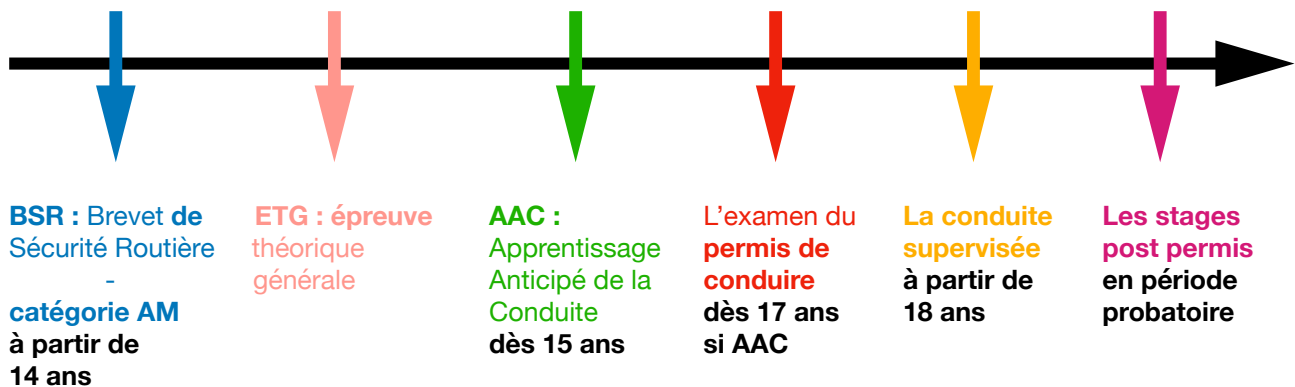 BSR : Brevet de
Sécurité Routière
-
catégorie AM
à partir de
14 ans
ETG : épreuve
théorique
générale
AAC :
Apprentissage
Anticipé de la
Conduite
dès 15 ans
L'examen du
permis de
conduire
dès 17 ans
si AAC
La conduite
supervisée
à partir de
18 ans
Les stages
post permis
en période
probatoire